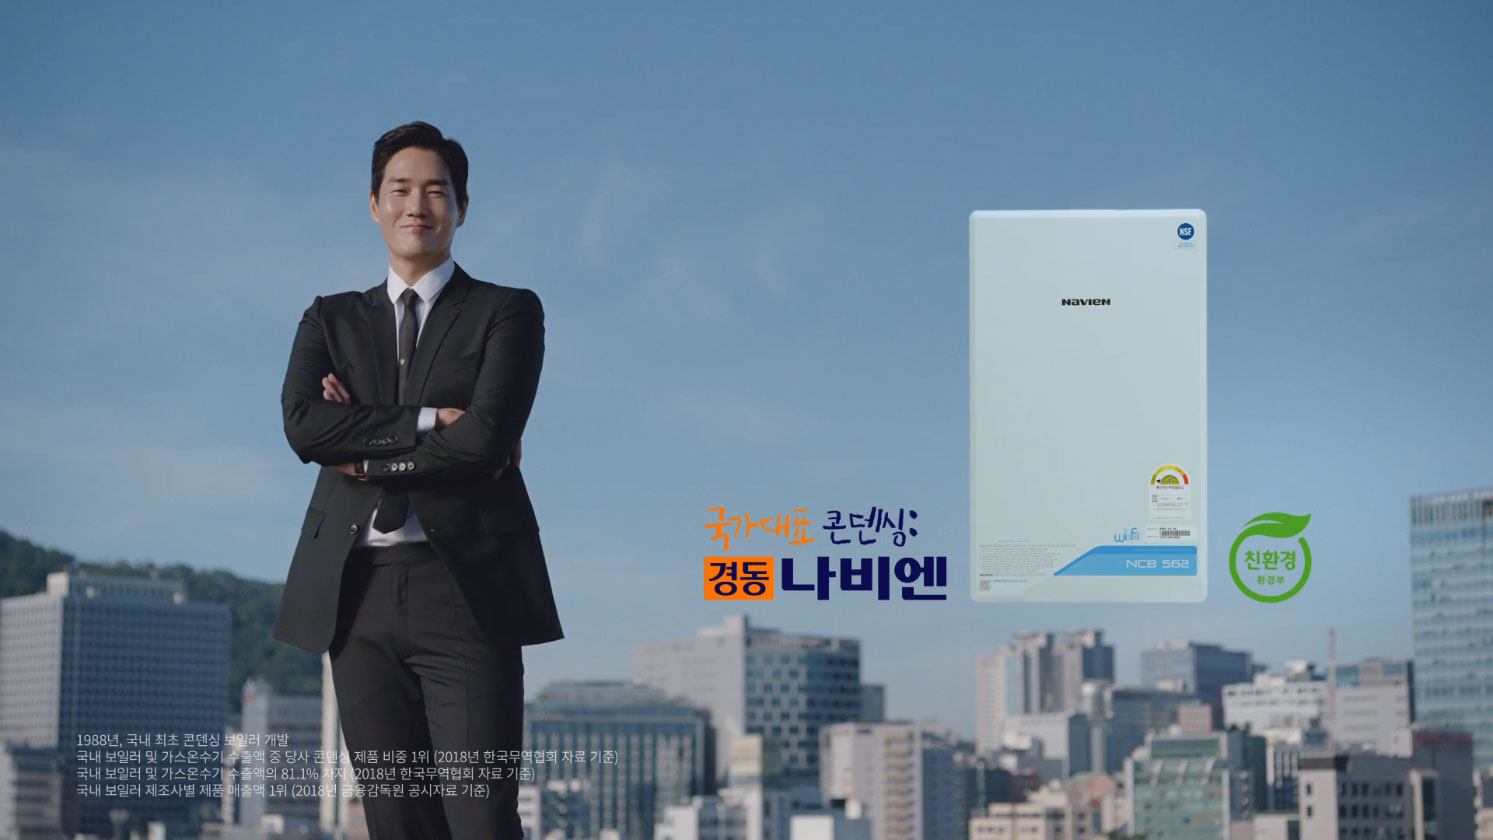 국가대표 콘덴싱:
경동 나비엔
NSF
NAVIEN
WiFi
NCB 562
친환경
환경부
1988년, 국내 최초 콘덴싱 보일러 개발
국내 보일러 및 가스온수기 수출액 중 당사 콘덴싱 제품 비중 1위 (2018년 한국무역협회 자료 기준)
국내 보일러 및 가스온수기 수출액의 81.1% 차지 (2018년 한국무역협회 자료 기준)
국내 보일러 제조사별 제품 매출액 1위 (2018년 금융감독원 공시자료 기준)